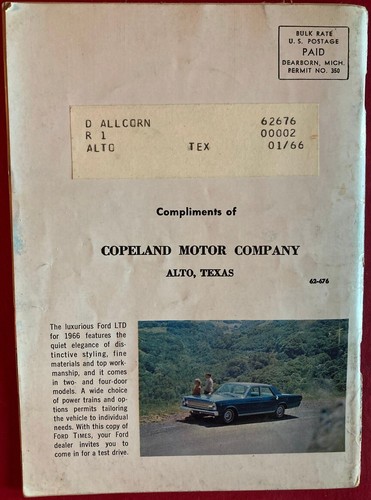 BULK RATE
U. S. POSTAGE
PAID
DEARBORN, MICH.
PERMIT NO. 350
D ALLCORN 62676
R 1 00002
ALTO TEX 01/66
Compliments of
COPELAND MOTOR COMPANY
ALTO, TEXAS
62-676
The luxurious Ford LTD
for 1966 features the
quiet elegance of dis-
tinctive styling, fine
materials and top work-
manship, and it comes
in two- and four-door
models. A wide choice
of power trains and op-
tions permits tailoring
the vehicle to individual
needs. With this copy of
FORD TIMES, your Ford
dealer invites you to
come in for a test drive.